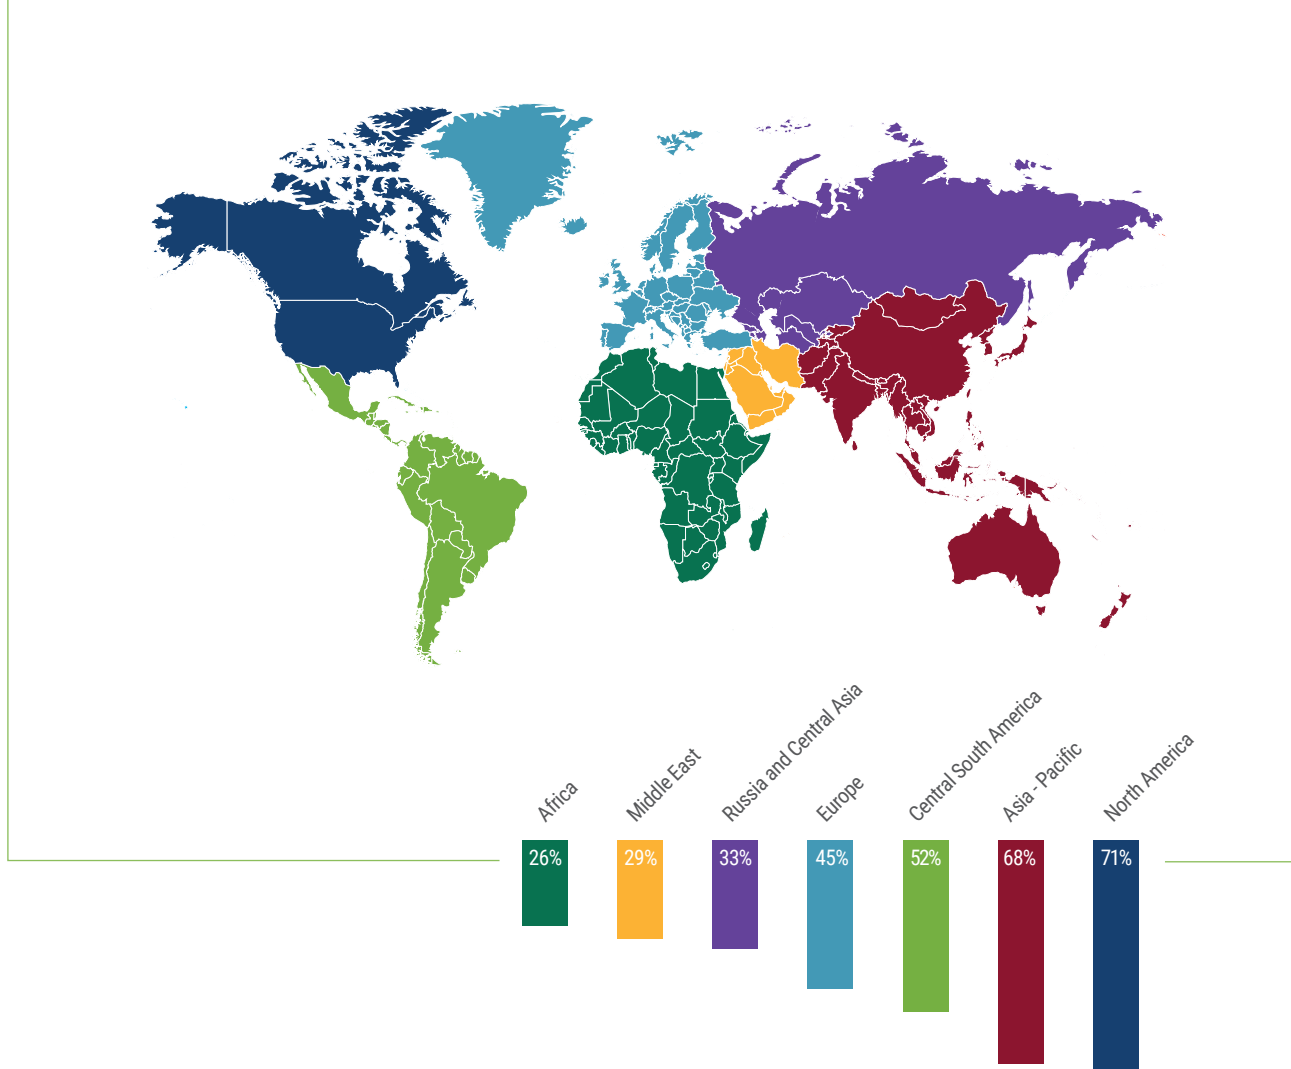 Africa
Middle East
Russia and Central Asia
Europe
Central South America
Asia - Pacific
North America
26%
29%
33%
45%
52%
68%
71%